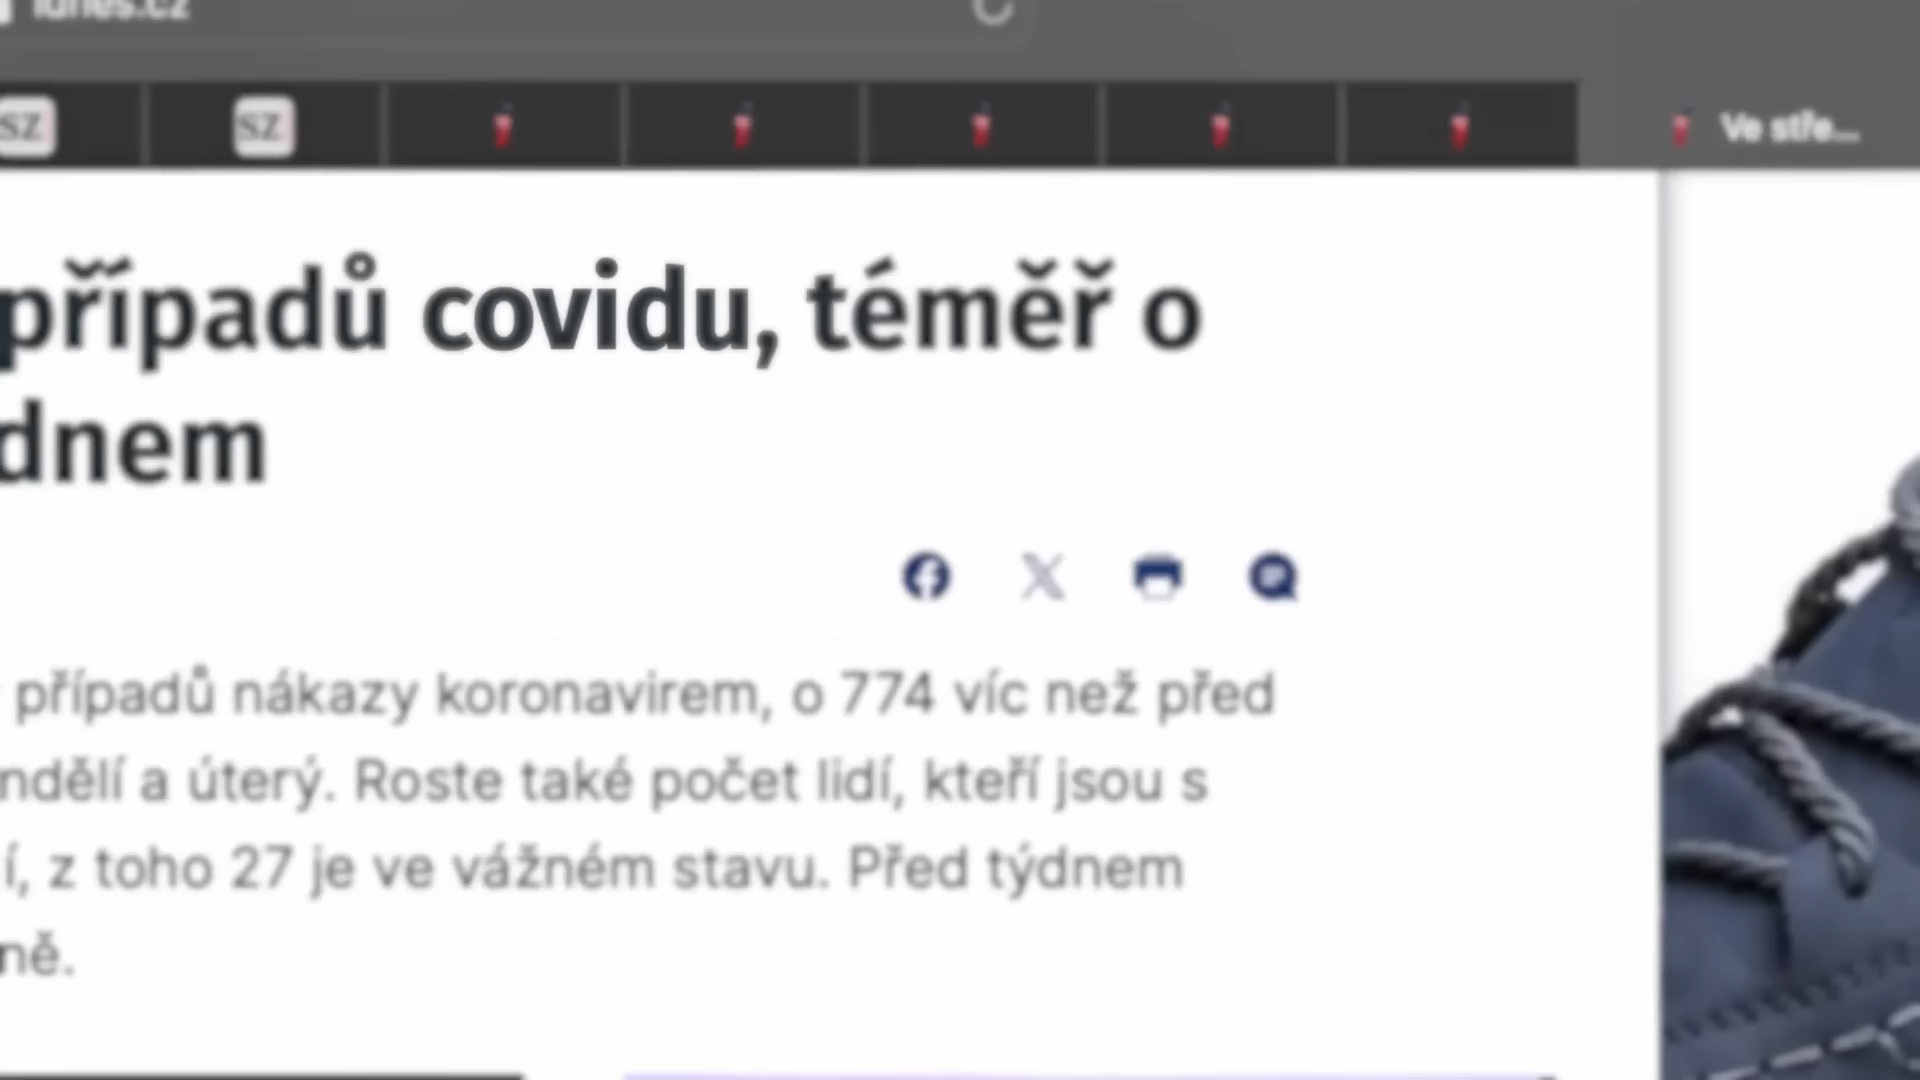 idnes.cz
SZ
SZ
Ve stře...
případů covidu, téměř o
dnem
případů nákazy koronavirem, o 774 víc než před
ndělí a úterý. Roste také počet lidí, kteří jsou s
í, z toho 27 je ve vážném stavu. Před týdnem
ně.